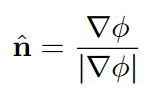 n̂ = ∇ϕ / |∇ϕ|